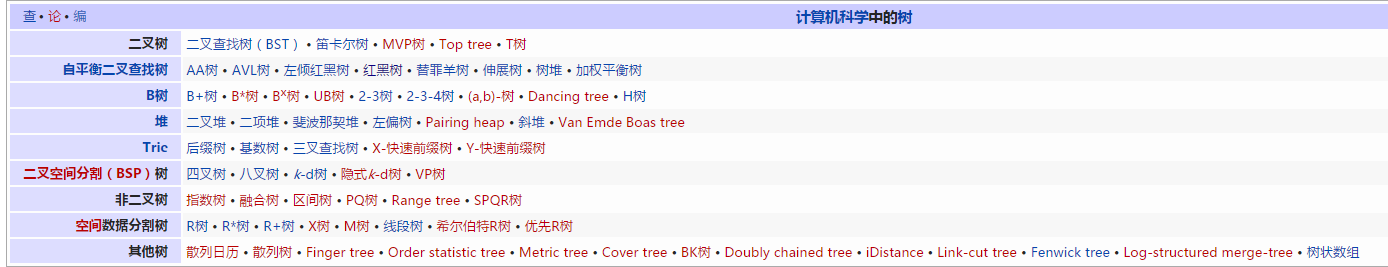 查 • 论 • 编 计算机科学中的树
二叉树 二叉查找树（BST） • 笛卡尔树 • MVP树 • Top tree • T树
自平衡二叉查找树 AA树 • AVL树 • 左倾红黑树 • 红黑树 • 替罪羊树 • 伸展树 • 树堆 • 加权平衡树
B树 B+树 • B*树 • Bˣ树 • UB树 • 2-3树 • 2-3-4树 • (a,b)-树 • Dancing tree • H树
堆 二叉堆 • 二项堆 • 斐波那契堆 • 左偏树 • Pairing heap • 斜堆 • Van Emde Boas tree
Trie 后缀树 • 基数树 • 三叉查找树 • X-快速前缀树 • Y-快速前缀树
二叉空间分割（BSP）树 四叉树 • 八叉树 • k-d树 • 隐式k-d树 • VP树
非二叉树 指数树 • 融合树 • 区间树 • PQ树 • Range tree • SPQR树
空间数据分割树 R树 • R*树 • R+树 • X树 • M树 • 线段树 • 希尔伯特R树 • 优先R树
其他树 散列日历 • 散列树 • Finger tree • Order statistic tree • Metric tree • Cover tree • BK树 • Doubly chained tree • iDistance • Link-cut tree • Fenwick tree • Log-structured merge-tree • 树状数组